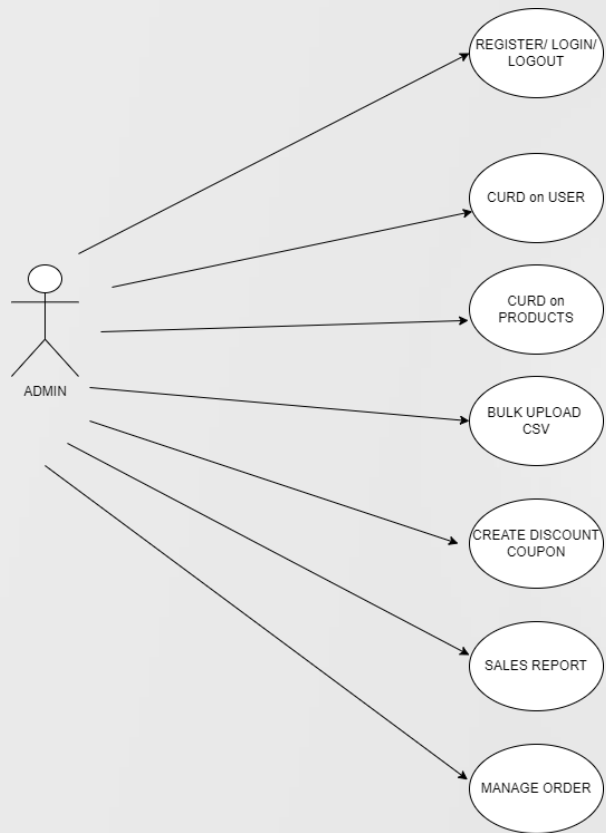 REGISTER/ LOGIN/
LOGOUT
CURD on USER
CURD on
PRODUCTS
ADMIN
BULK UPLOAD
CSV
CREATE DISCOUNT
COUPON
SALES REPORT
MANAGE ORDER